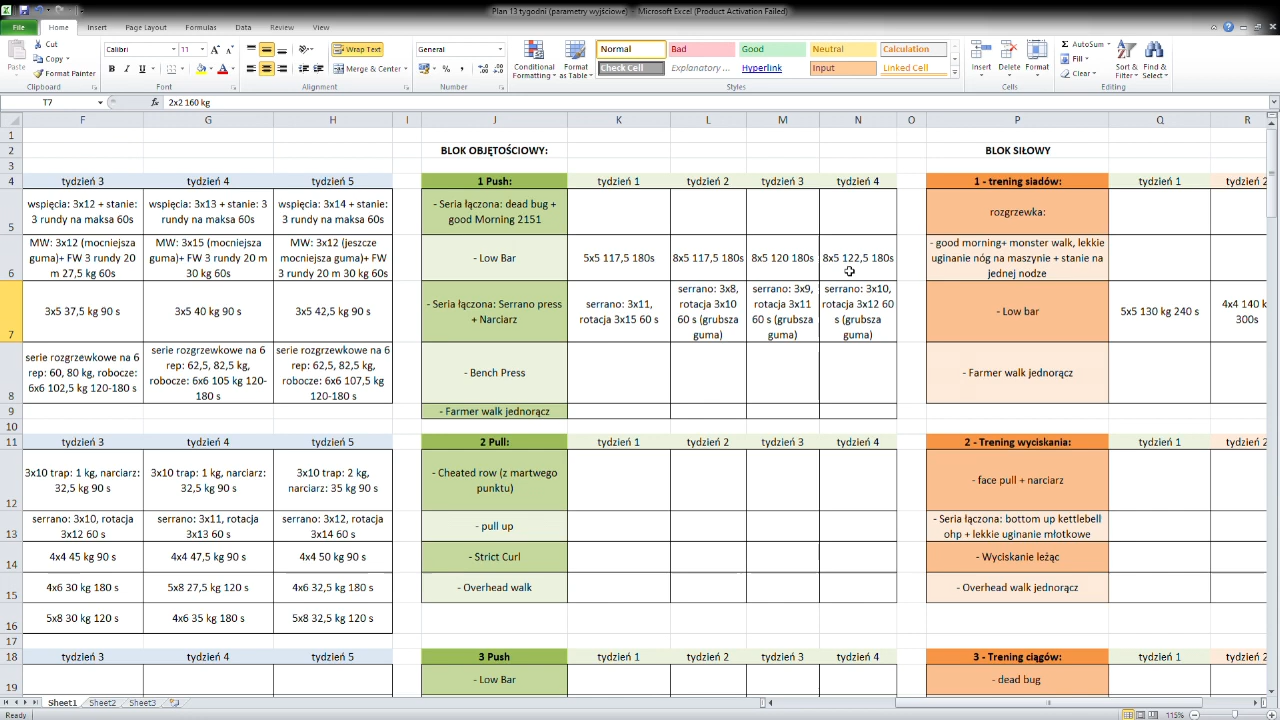 Plan 13 tygodni (parametry wyjściowe) - Microsoft Excel (Product Activation Failed)
File Home Insert Page Layout Formulas Data Review View
Cut
Copy
Format Painter
Paste
Clipboard
Calibri 11
B I U
Font
Wrap Text
Merge & Center
Alignment
General
Number
Conditional Formatting
Format as Table
Normal Bad Good Neutral Calculation
Check Cell Explanatory ... Hyperlink Input Linked Cell
Styles
Insert Delete Format
Cells
AutoSum
Fill
Clear
Sort & Filter
Find & Select
Editing
T7 fx 2x2 160 kg
F G H I J K L M N O P Q R
1
2 BLOK OBJĘTOŚCIOWY: BLOK SIŁOWY
3
4 tydzień 3 tydzień 4 tydzień 5 1 Push: tydzień 1 tydzień 2 tydzień 3 tydzień 4 1 - trening siadów: tydzień 1 tydzień 2
5
wspięcia: 3x12 + stanie: 3 rundy na maksa 60s
wspięcia: 3x13 + stanie: 3 rundy na maksa 60s
wspięcia: 3x14 + stanie: 3 rundy na maksa 60s
- Seria łączona: dead bug + good Morning 2151
rozgrzewka:
6
MW: 3x12 (mocniejsza guma)+ FW 3 rundy 20 m 27,5 kg 60s
MW: 3x15 (mocniejsza guma)+ FW 3 rundy 20 m 30 kg 60s
MW: 3x12 (jeszcze mocniejsza guma)+ FW 3 rundy 20 m 30 kg 60s
- Low Bar
5x5 117,5 180s
8x5 117,5 180s
8x5 120 180s
8x5 122,5 180s
- good morning+ monster walk, lekkie uginanie nóg na maszynie + stanie na jednej nodze
7
3x5 37,5 kg 90 s
3x5 40 kg 90 s
3x5 42,5 kg 90 s
- Seria łączona: Serrano press + Narciarz
serrano: 3x11, rotacja 3x15 60 s
serrano: 3x8, rotacja 3x10 60 s (grubsza guma)
serrano: 3x9, rotacja 3x11 60 s (grubsza guma)
serrano: 3x10, rotacja 3x12 60 s (grubsza guma)
- Low bar
5x5 130 kg 240 s
4x4 140 k
300s
8
serie rozgrzewkowe na 6 rep: 60, 80 kg, robocze: 6x6 102,5 kg 120-180 s
serie rozgrzewkowe na 6 rep: 62,5, 82,5 kg, robocze: 6x6 105 kg 120-180 s
serie rozgrzewkowe na 6 rep: 62,5, 82,5 kg, robocze: 6x6 107,5 kg 120-180 s
- Bench Press
- Farmer walk jednorącz
9 - Farmer walk jednorącz
10
11 tydzień 3 tydzień 4 tydzień 5 2 Pull: tydzień 1 tydzień 2 tydzień 3 tydzień 4 2 - Trening wyciskania: tydzień 1 tydzień 2
12
3x10 trap: 1 kg, narciarz: 32,5 kg 90 s
3x10 trap: 1 kg, narciarz: 32,5 kg 90 s
3x10 trap: 2 kg, narciarz: 35 kg 90 s
- Cheated row (z martwego punktu)
- face pull + narciarz
13
serrano: 3x10, rotacja 3x12 60 s
serrano: 3x11, rotacja 3x13 60 s
serrano: 3x12, rotacja 3x14 60 s
- pull up
- Seria łączona: bottom up kettlebell ohp + lekkie uginanie młotkowe
14 4x4 45 kg 90 s 4x4 47,5 kg 90 s 4x4 50 kg 90 s - Strict Curl - Wyciskanie leżąc
15 4x6 30 kg 180 s 5x8 27,5 kg 120 s 4x6 32,5 kg 180 s - Overhead walk - Overhead walk jednorącz
16 5x8 30 kg 120 s 4x6 35 kg 180 s 5x8 32,5 kg 120 s
17
18 tydzień 3 tydzień 4 tydzień 5 3 Push tydzień 1 tydzień 2 tydzień 3 tydzień 4 3 - Trening ciągów: tydzień 1 tydzień 2
19 - Low Bar - dead bug
Sheet1 Sheet2 Sheet3
Ready 115%